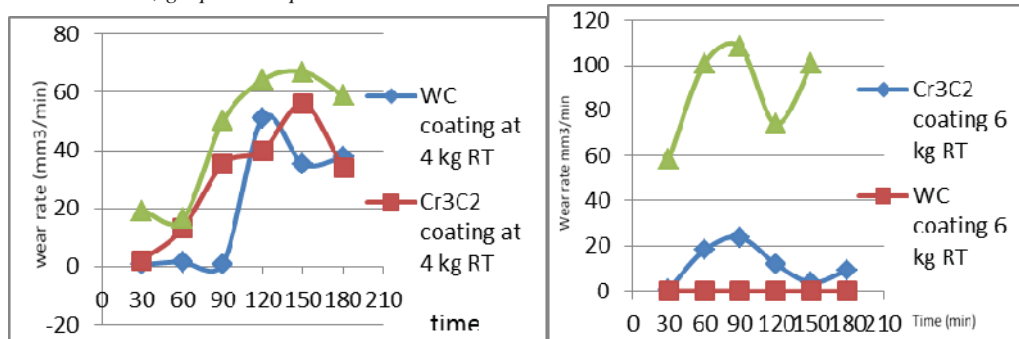 80
60
40
20
0
-20
0 30 60 90 120 150 180 210
wear rate (mm3/min)
time
WC
coating at
4 kg RT
Cr3C2
coating at
4 kg RT
120
100
80
60
40
20
0
0 30 60 90 120 150 180 210
Wear rate mm3/min
Time (min)
Cr3C2
coating 6
kg RT
WC
coating 6
kg RT